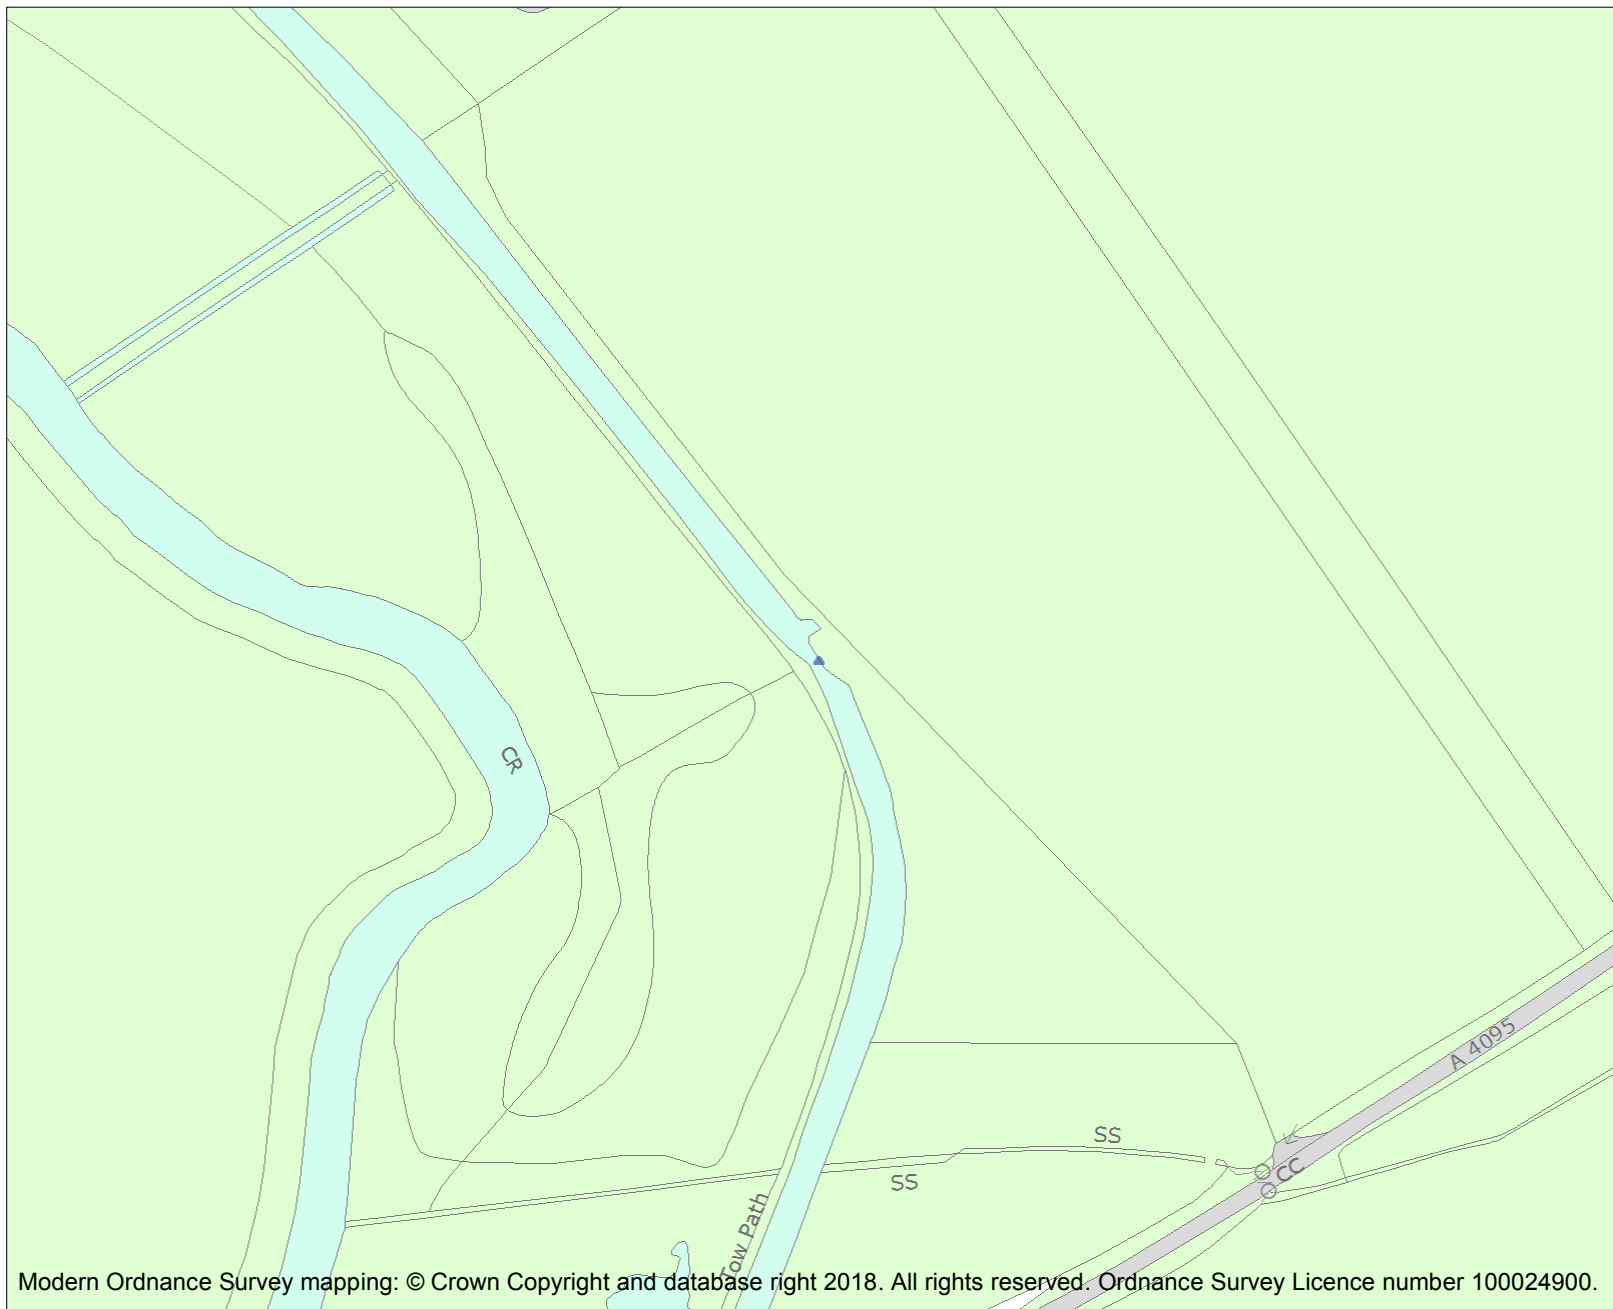 CR
A 4095
SS
CC
SS
Tow Path
Modern Ordnance Survey mapping: © Crown Copyright and database right 2018. All rights reserved. Ordnance Survey Licence number 100024900.